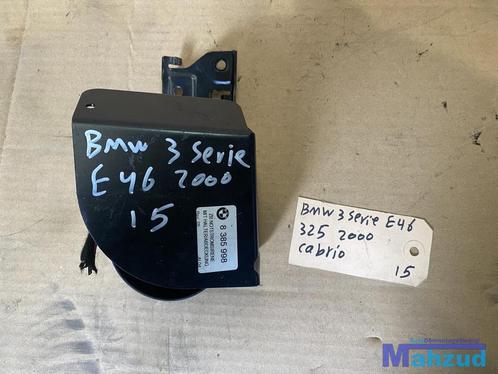 BMW 3 Serie
E46 2000
15
8 385 998
BMW 3 Serie E46
325 2000
cabrio
15
Mahzud